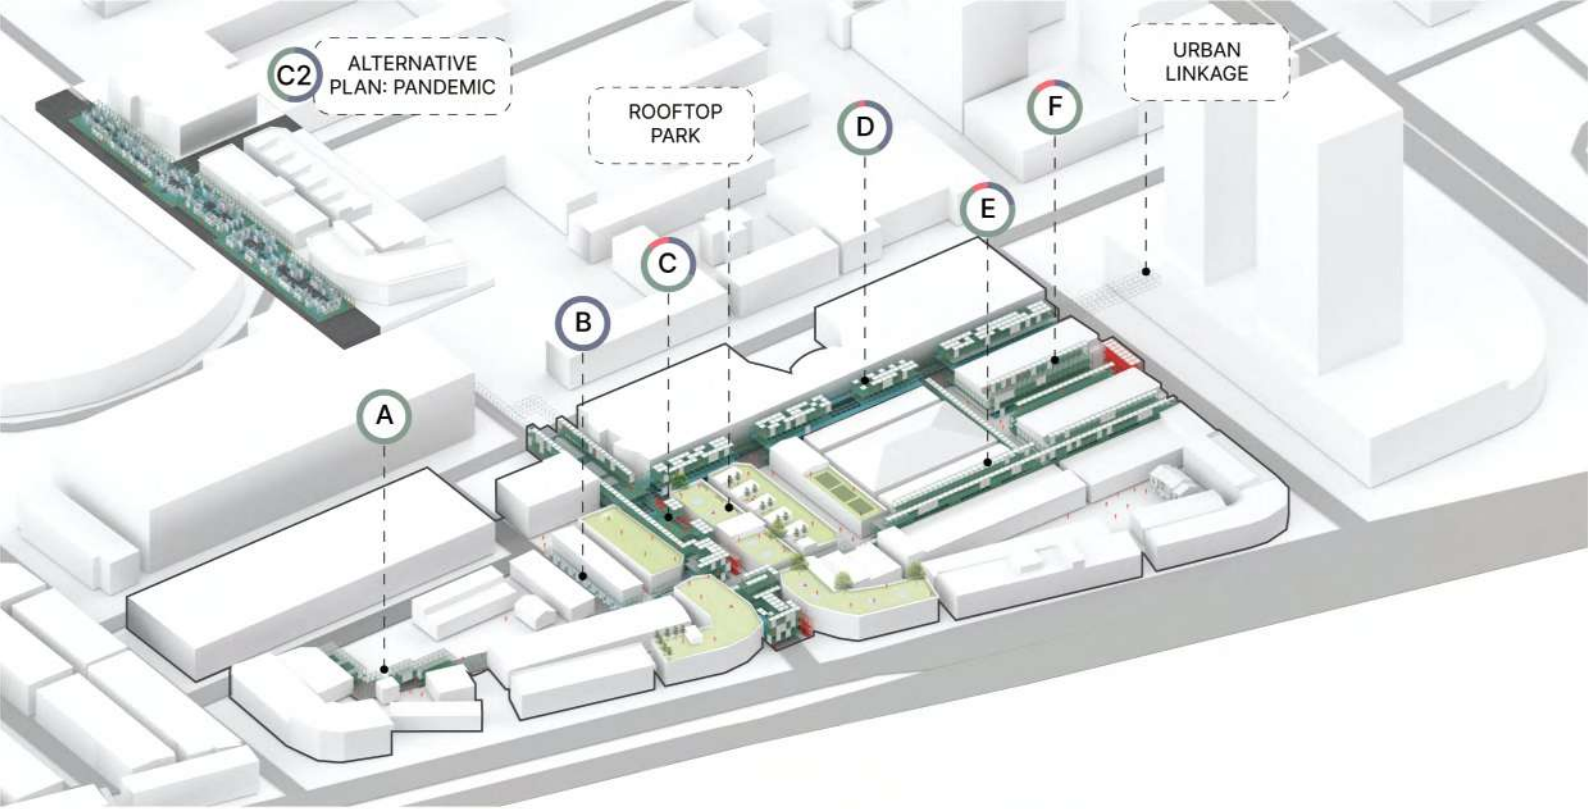 C2
ALTERNATIVE
PLAN: PANDEMIC
ROOFTOP
PARK
URBAN
LINKAGE
D
F
E
C
B
A